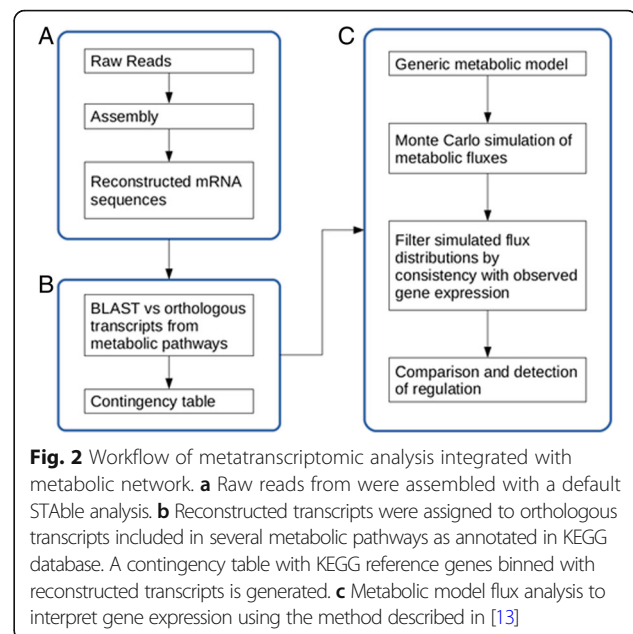 A
Raw Reads
Assembly
Reconstructed mRNA
sequences
B
BLAST vs orthologous
transcripts from
metabolic pathways
Contingency table
C
Generic metabolic model
Monte Carlo simulation of
metabolic fluxes
Filter simulated flux
distributions by
consistency with observed
gene expression
Comparison and detection
of regulation
Fig. 2 Workflow of metatranscriptomic analysis integrated with
metabolic network. a Raw reads from were assembled with a default
STAble analysis. b Reconstructed transcripts were assigned to orthologous
transcripts included in several metabolic pathways as annotated in KEGG
database. A contingency table with KEGG reference genes binned with
reconstructed transcripts is generated. c Metabolic model flux analysis to
interpret gene expression using the method described in [13]